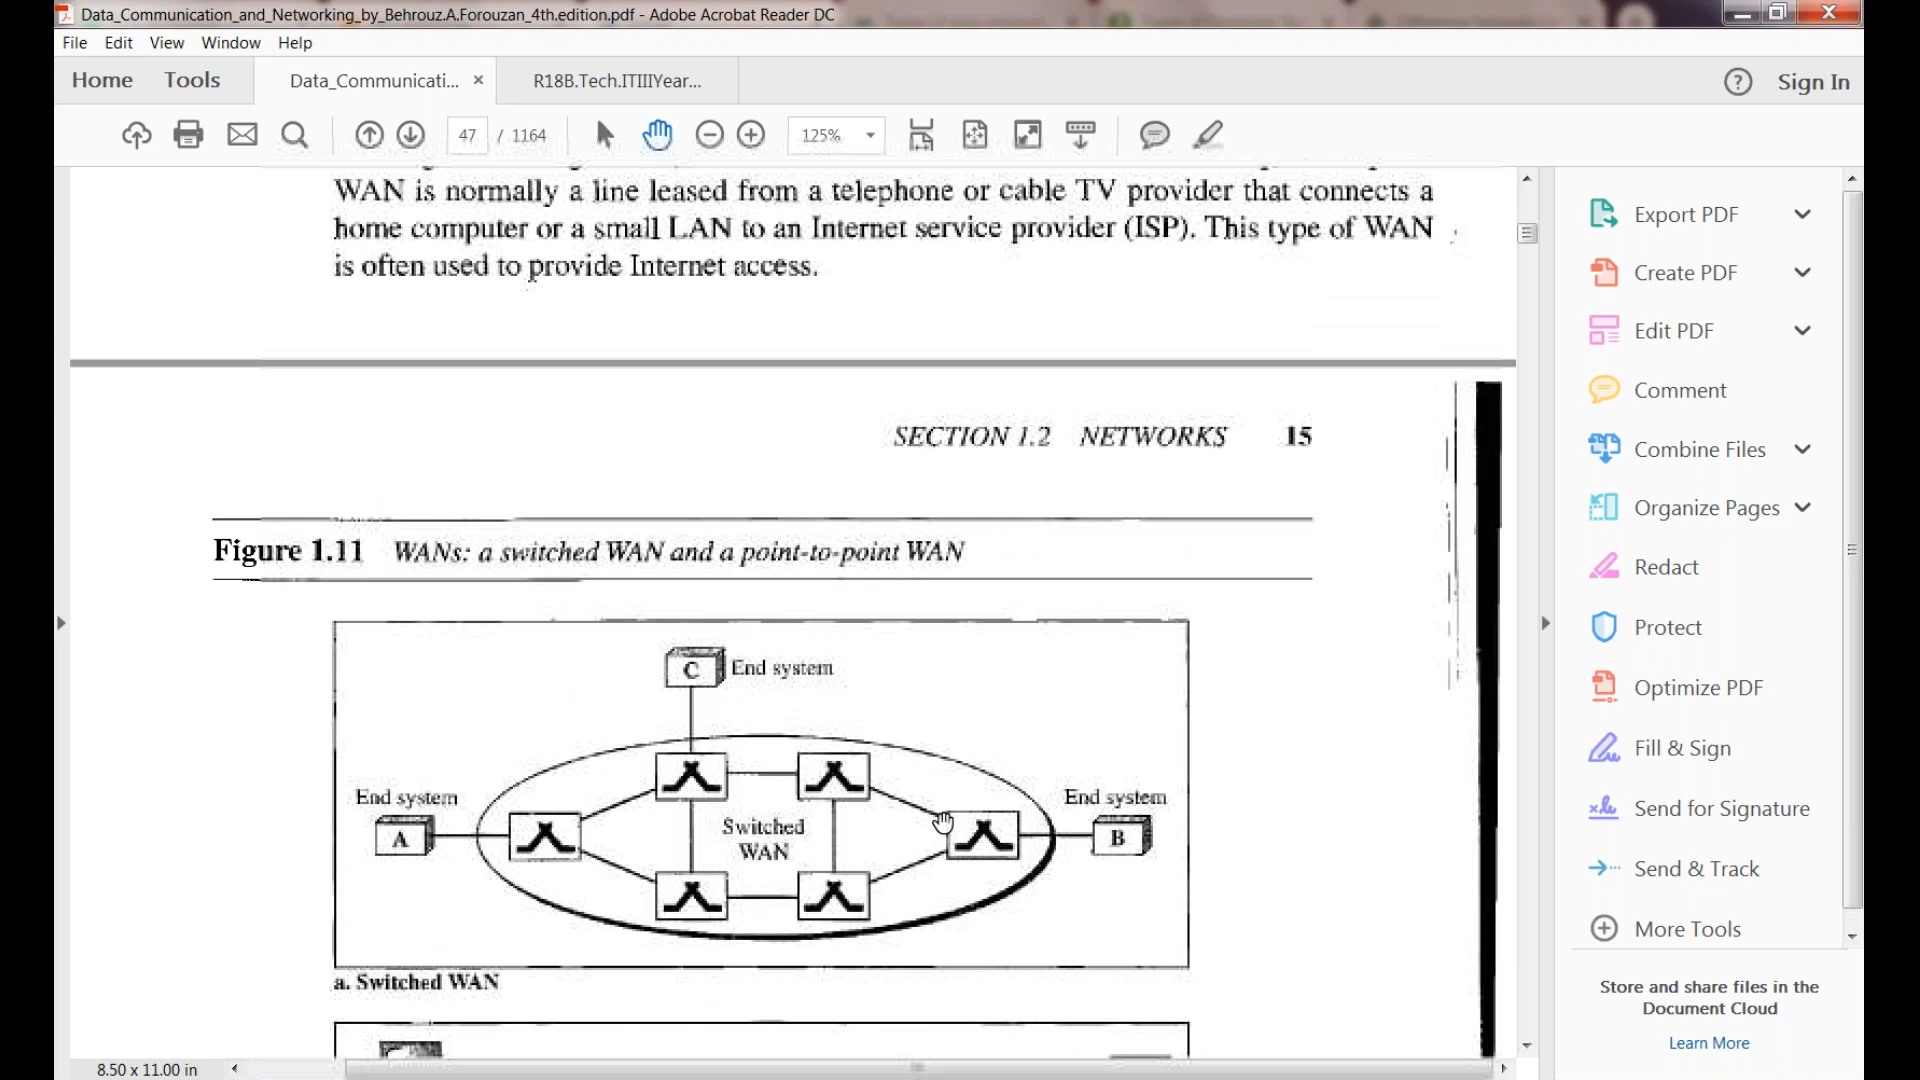 Data_Communication_and_Networking_by_Behrouz.A.Forouzan_4th.edition.pdf - Adobe Acrobat Reader DC
File Edit View Window Help
Home Tools Data_Communicati... × R18B.Tech.ITIIIYear... Sign In
47 / 1164 125%
WAN is normally a line leased from a telephone or cable TV provider that connects a
home computer or a small LAN to an Internet service provider (ISP). This type of WAN
is often used to provide Internet access.
SECTION 1.2 NETWORKS 15
Figure 1.11 WANs: a switched WAN and a point-to-point WAN
C End system
End system
A
Switched
WAN
End system
B
a. Switched WAN
8.50 x 11.00 in
Export PDF
Create PDF
Edit PDF
Comment
Combine Files
Organize Pages
Redact
Protect
Optimize PDF
Fill & Sign
Send for Signature
Send & Track
More Tools
Store and share files in the
Document Cloud
Learn More